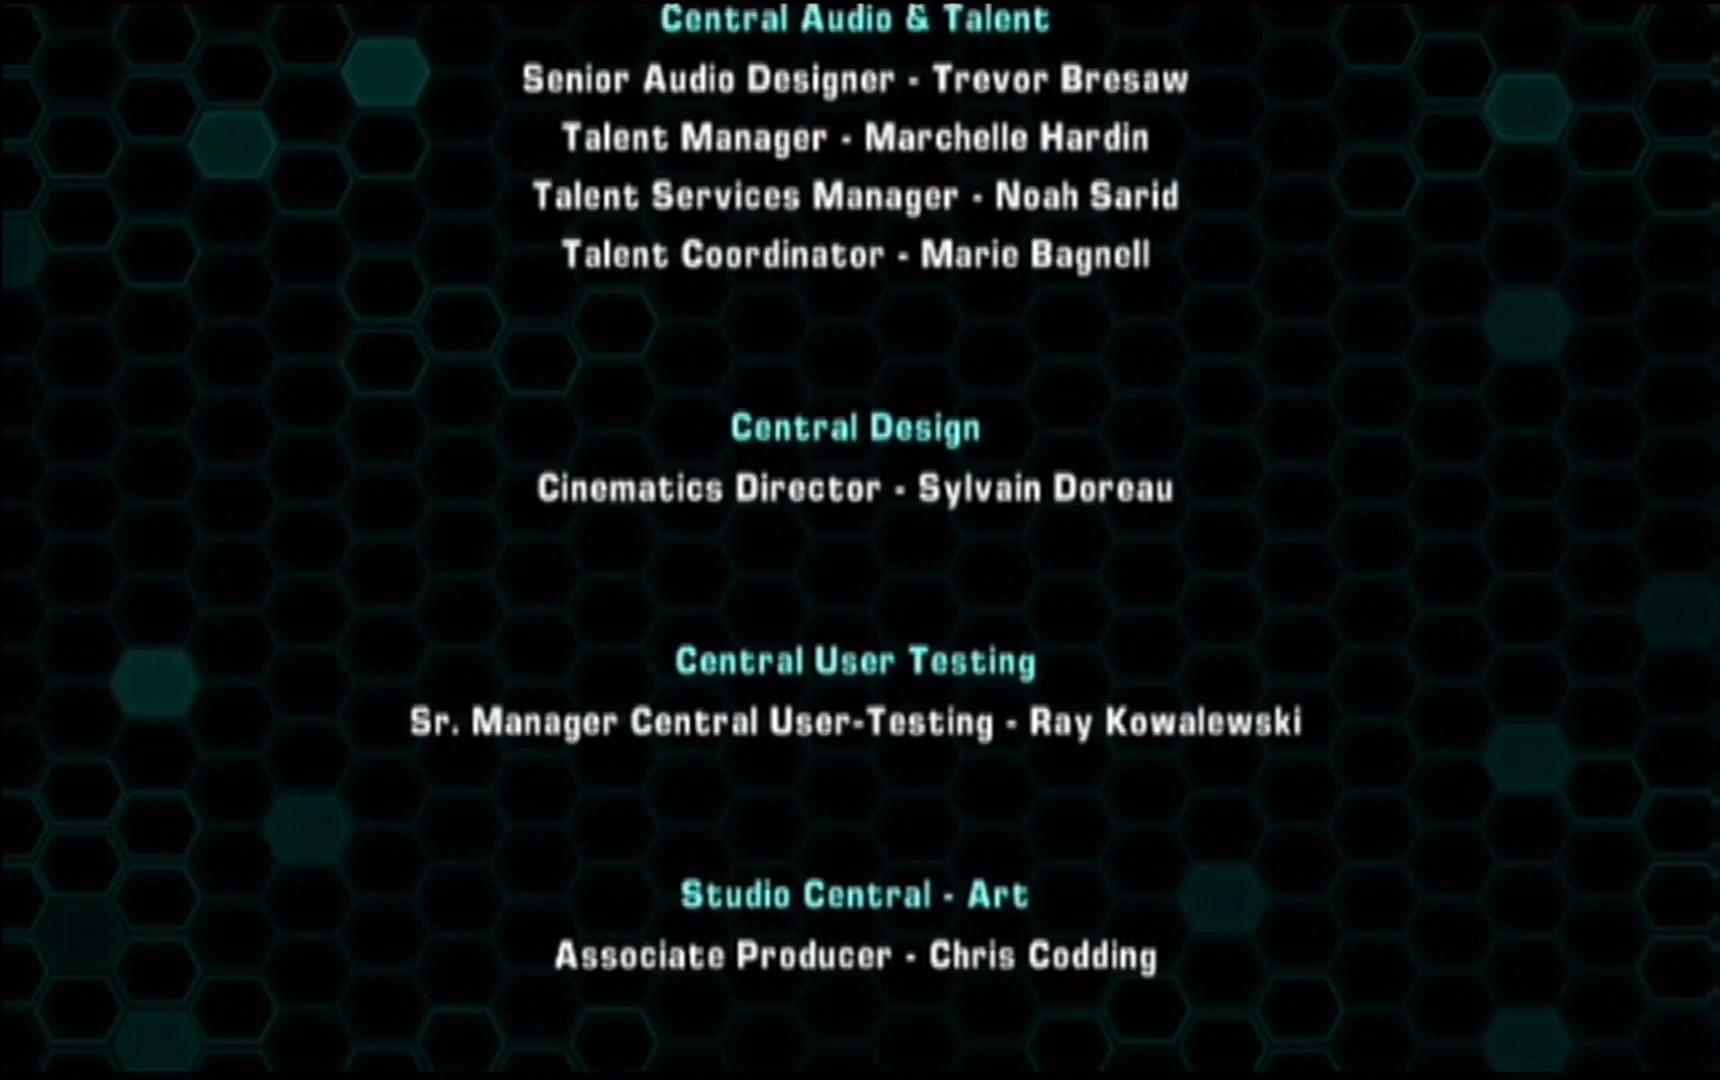 Central Audio & Talent
Senior Audio Designer - Trevor Bresaw
Talent Manager - Marchelle Hardin
Talent Services Manager - Noah Sarid
Talent Coordinator - Marie Bagnell
Central Design
Cinematics Director - Sylvain Doreau
Central User Testing
Sr. Manager Central User-Testing - Ray Kowalewski
Studio Central - Art
Associate Producer - Chris Codding